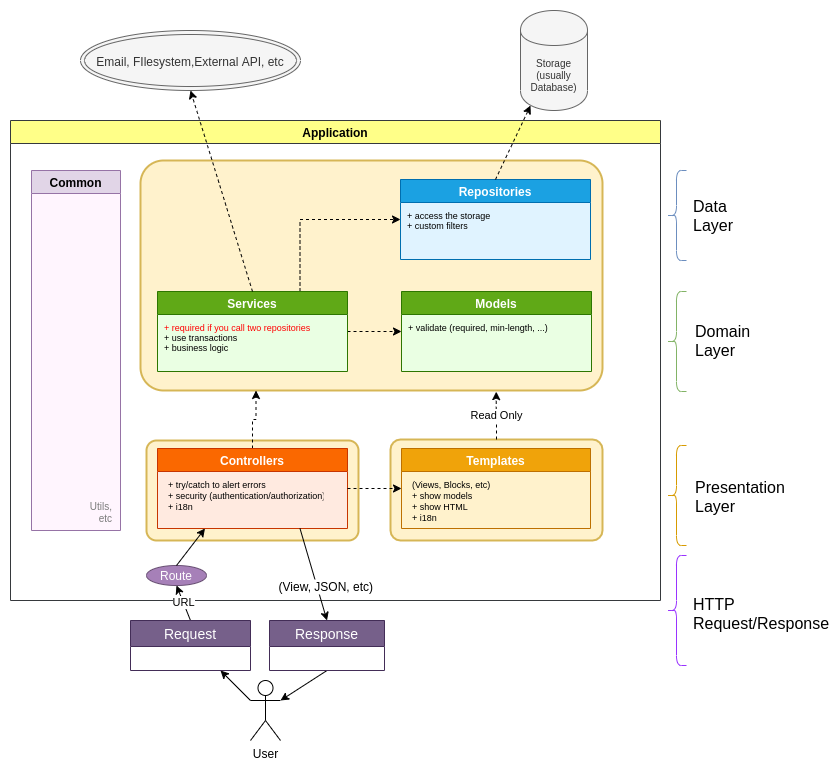 Email, FIlesystem,External API, etc
Storage
(usually
Database)
Application
Common
Utils,
etc
Repositories
+ access the storage
+ custom filters
Services
+ required if you call two repositories
+ use transactions
+ business logic
Models
+ validate (required, min-length, ...)
Read Only
Controllers
+ try/catch to alert errors
+ security (authentication/authorization)
+ i18n
Templates
(Views, Blocks, etc)
+ show models
+ show HTML
+ i18n
Route
URL
(View, JSON, etc)
Request
Response
User
Data
Layer
Domain
Layer
Presentation
Layer
HTTP
Request/Response